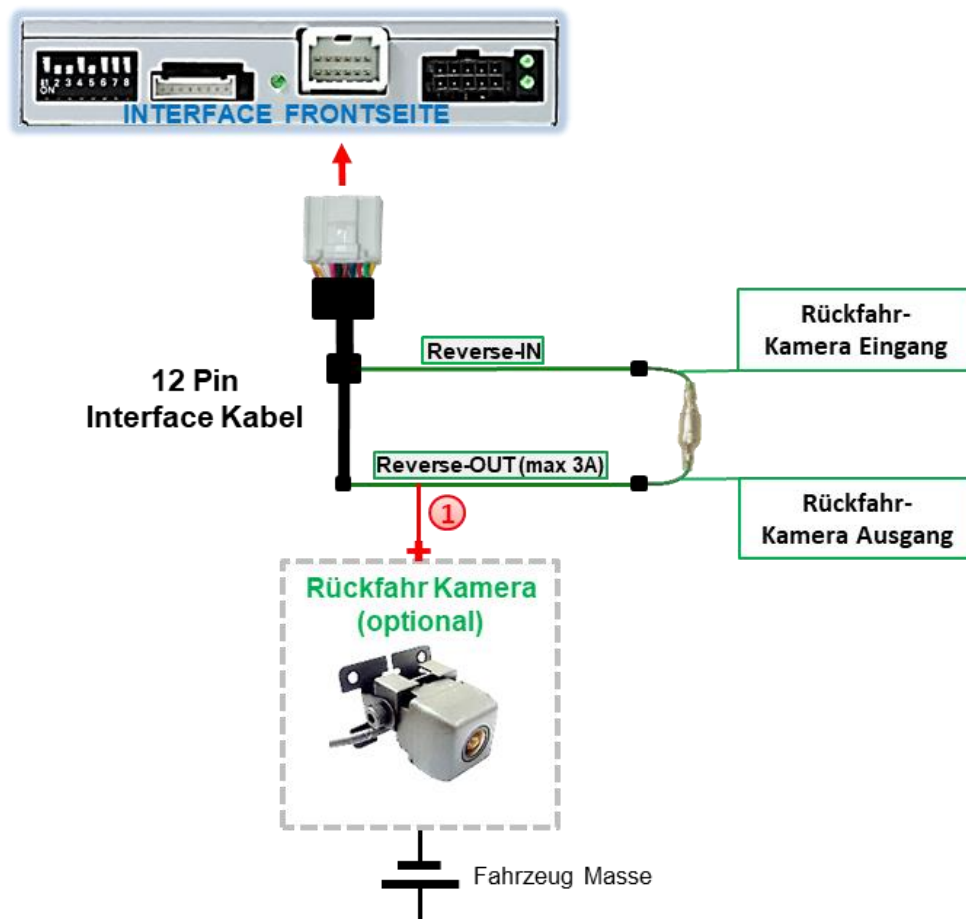 1 2 3 4 5 6 7 8
ON
INTERFACE FRONTSEITE
Reverse-IN
Rückfahr-
Kamera Eingang
12 Pin
Interface Kabel
Reverse-OUT (max 3A)
1
Rückfahr-
Kamera Ausgang
+
Rückfahr Kamera
(optional)
Fahrzeug Masse